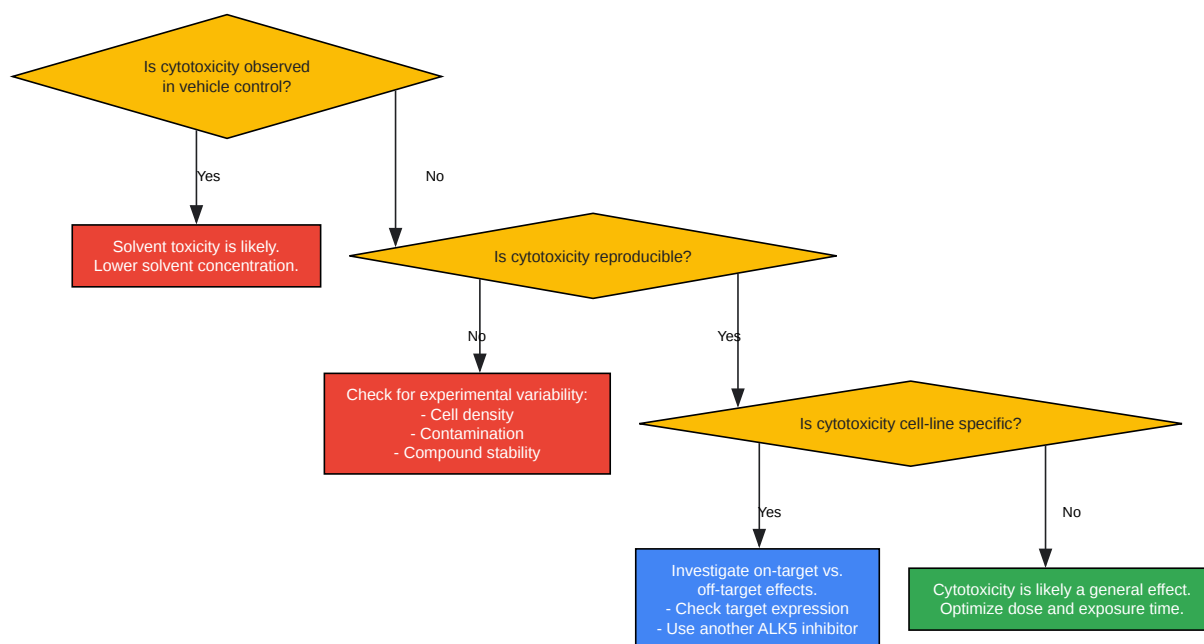 Is cytotoxicity observed
in vehicle control?
Yes
No
Solvent toxicity is likely.
Lower solvent concentration.
Is cytotoxicity reproducible?
No
Yes
Check for experimental variability:
- Cell density
- Contamination
- Compound stability
Is cytotoxicity cell-line specific?
Yes
No
Investigate on-target vs.
off-target effects.
- Check target expression
- Use another ALK5 inhibitor
Cytotoxicity is likely a general effect.
Optimize dose and exposure time.